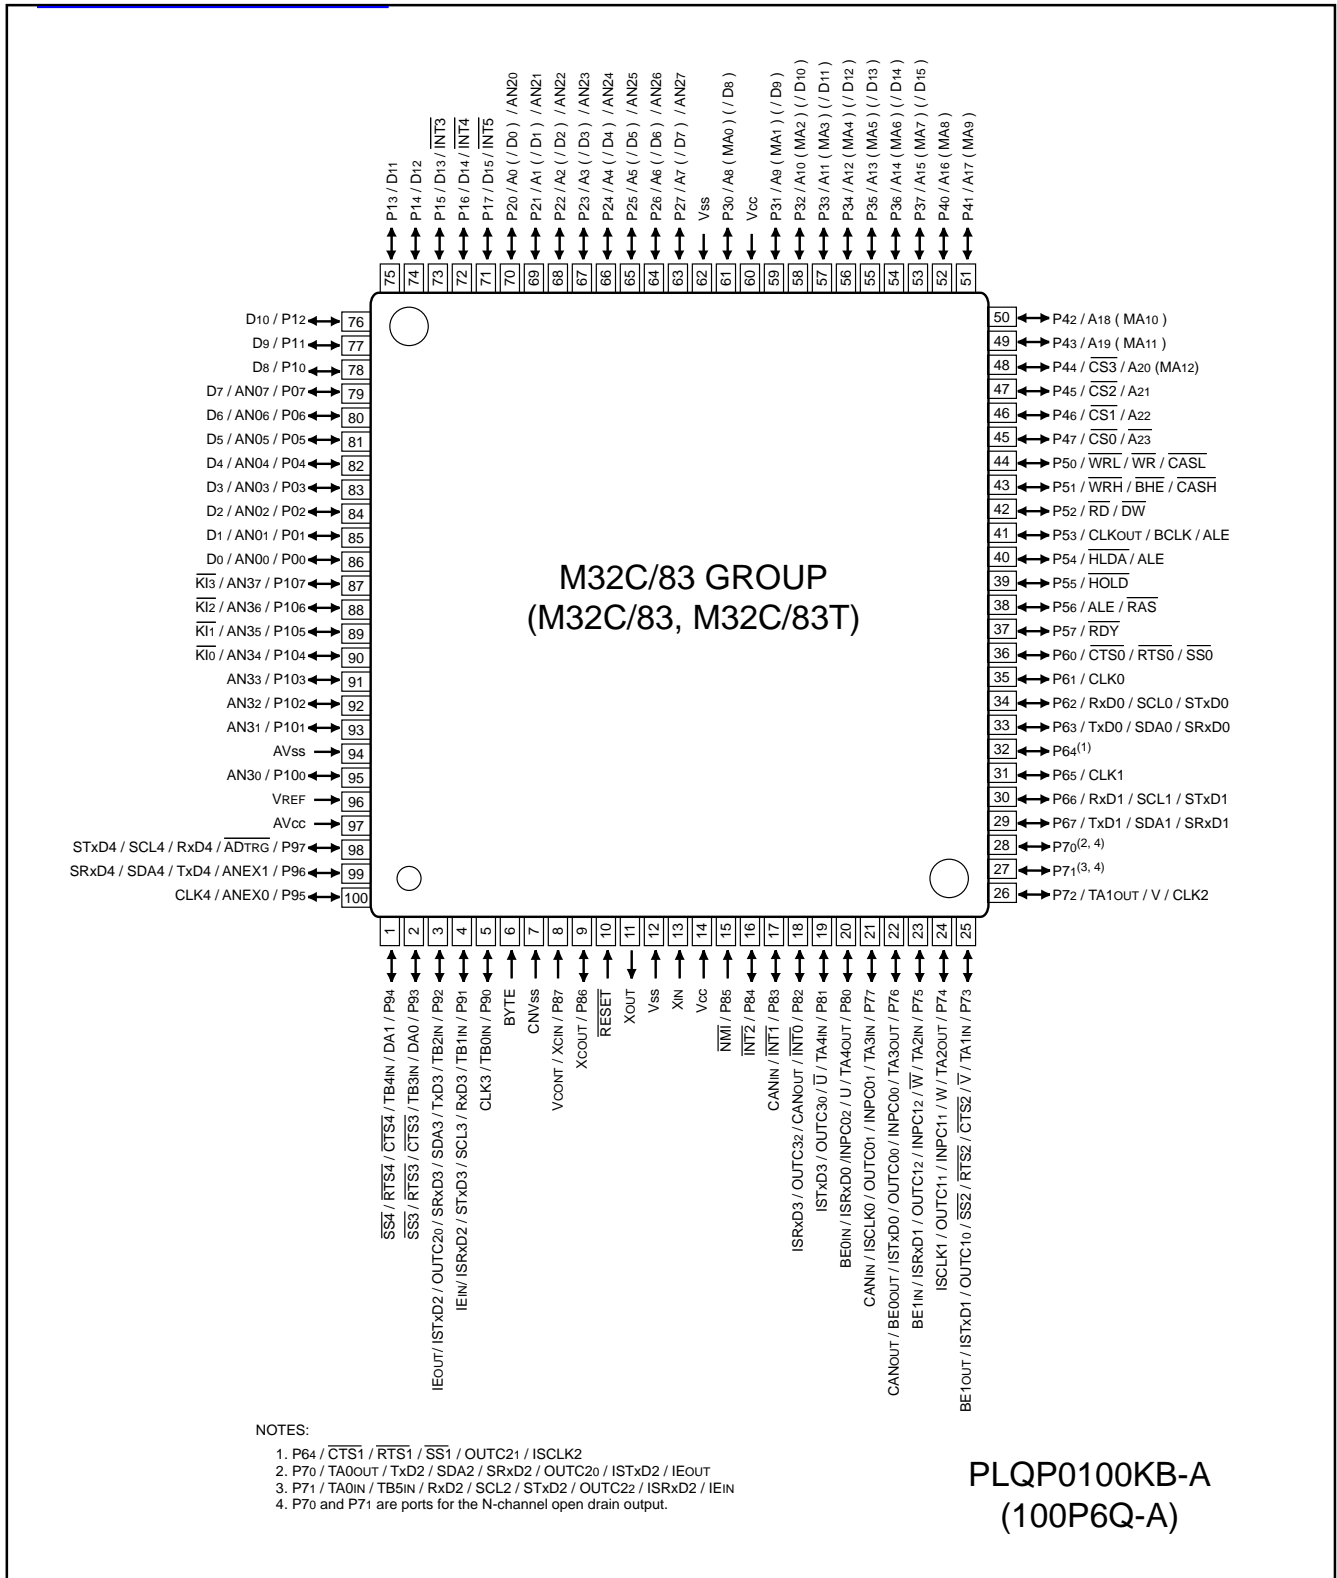 P13 / D11
P14 / D12
P15 / D13 / INT3
P16 / D14 / INT4
P17 / D15 / INT5
P20 / A0 ( / D0 ) / AN20
P21 / A1 ( / D1 ) / AN21
P22 / A2 ( / D2 ) / AN22
P23 / A3 ( / D3 ) / AN23
P24 / A4 ( / D4 ) / AN24
P25 / A5 ( / D5 ) / AN25
P26 / A6 ( / D6 ) / AN26
P27 / A7 ( / D7 ) / AN27
Vss
P30 / A8 ( MA0 ) ( / D8 )
Vcc
P31 / A9 ( MA1 ) ( / D9 )
P32 / A10 ( MA2 ) ( / D10 )
P33 / A11 ( MA3 ) ( / D11 )
P34 / A12 ( MA4 ) ( / D12 )
P35 / A13 ( MA5 ) ( / D13 )
P36 / A14 ( MA6 ) ( / D14 )
P37 / A15 ( MA7 ) ( / D15 )
P40 / A16 ( MA8 )
P41 / A17 ( MA9 )
75 74 73 72 71 70 69 68 67 66 65 64 63 62 61 60 59 58 57 56 55 54 53 52 51
D10 / P12 76
D9 / P11 77
D8 / P10 78
D7 / AN07 / P07 79
D6 / AN06 / P06 80
D5 / AN05 / P05 81
D4 / AN04 / P04 82
D3 / AN03 / P03 83
D2 / AN02 / P02 84
D1 / AN01 / P01 85
D0 / AN00 / P00 86
KI3 / AN37 / P107 87
KI2 / AN36 / P106 88
KI1 / AN35 / P105 89
KI0 / AN34 / P104 90
AN33 / P103 91
AN32 / P102 92
AN31 / P101 93
AVss 94
AN30 / P100 95
VREF 96
AVcc 97
STxD4 / SCL4 / RxD4 / ADTRG / P97 98
SRxD4 / SDA4 / TxD4 / ANEX1 / P96 99
CLK4 / ANEX0 / P95 100
M32C/83 GROUP
(M32C/83, M32C/83T)
50 P42 / A18 ( MA10 )
49 P43 / A19 ( MA11 )
48 P44 / CS3 / A20 (MA12)
47 P45 / CS2 / A21
46 P46 / CS1 / A22
45 P47 / CS0 / A23
44 P50 / WRL / WR / CASL
43 P51 / WRH / BHE / CASH
42 P52 / RD / DW
41 P53 / CLKOUT / BCLK / ALE
40 P54 / HLDA / ALE
39 P55 / HOLD
38 P56 / ALE / RAS
37 P57 / RDY
36 P60 / CTS0 / RTS0 / SS0
35 P61 / CLK0
34 P62 / RxD0 / SCL0 / STxD0
33 P63 / TxD0 / SDA0 / SRxD0
32 P64(1)
31 P65 / CLK1
30 P66 / RxD1 / SCL1 / STxD1
29 P67 / TxD1 / SDA1 / SRxD1
28 P70(2, 4)
27 P71(3, 4)
26 P72 / TA1OUT / V / CLK2
1 2 3 4 5 6 7 8 9 10 11 12 13 14 15 16 17 18 19 20 21 22 23 24 25
SS4 / RTS4 / CTS4 / TB4IN / DA1 / P94
SS3 / RTS3 / CTS3 / TB3IN / DA0 / P93
IEOUT/ ISTxD2 / OUTC20 / SRxD3 / SDA3 / TxD3 / TB2IN / P92
IEIN/ ISRxD2 / STxD3 / SCL3 / RxD3 / TB1IN / P91
CLK3 / TB0IN / P90
BYTE
CNVss
VCONT / XCIN / P87
XCOUT / P86
RESET
XOUT
Vss
XIN
Vcc
NMI / P85
INT2 / P84
CANIN / INT1 / P83
ISRxD3 / OUTC32 / CANOUT / INT0 / P82
ISTxD3 / OUTC30 / U / TA4IN / P81
BE0IN / ISRxD0 /INPC02 / U / TA4OUT / P80
CANIN / ISCLK0 / OUTC01 / INPC01 / TA3IN / P77
CANOUT / BE0OUT / ISTxD0 / OUTC00 / INPC00 / TA3OUT / P76
BE1IN / ISRxD1 / OUTC12 / INPC12 / W / TA2IN / P75
ISCLK1 / OUTC11 / INPC11 / W / TA2OUT / P74
BE1OUT / ISTxD1 / OUTC10 / SS2 / RTS2 / CTS2 / V / TA1IN / P73
NOTES:
1. P64 / CTS1 / RTS1 / SS1 / OUTC21 / ISCLK2
2. P70 / TA0OUT / TxD2 / SDA2 / SRxD2 / OUTC20 / ISTxD2 / IEOUT
3. P71 / TA0IN / TB5IN / RxD2 / SCL2 / STxD2 / OUTC22 / ISRxD2 / IEIN
4. P70 and P71 are ports for the N-channel open drain output.
PLQP0100KB-A
(100P6Q-A)